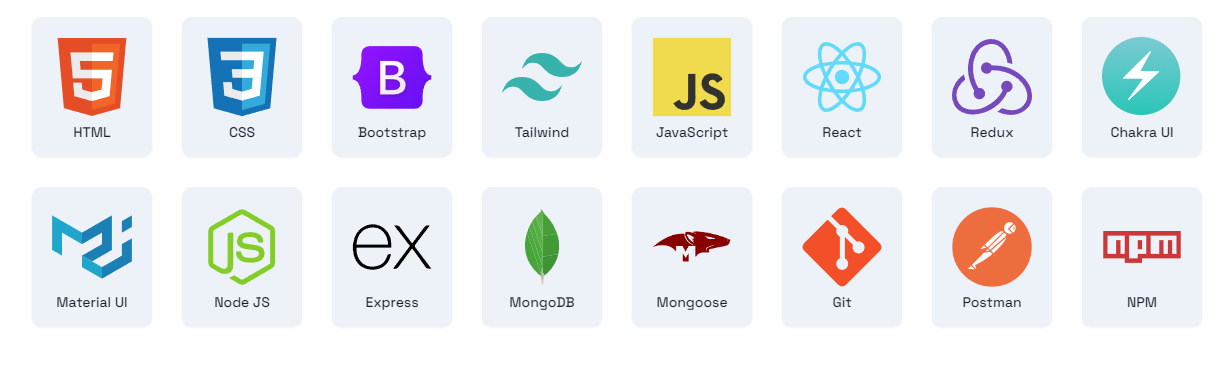 5
3
B
JS
HTML
CSS
Bootstrap
Tailwind
JavaScript
React
Redux
Chakra UI
JS
ex
M
npm
Material UI
Node JS
Express
MongoDB
Mongoose
Git
Postman
NPM